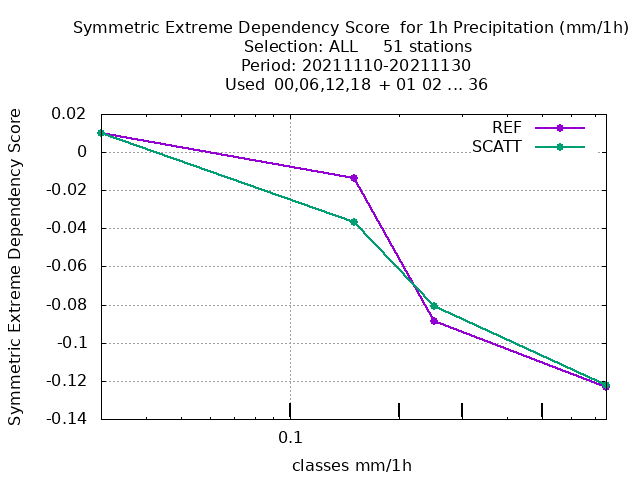 Symmetric Extreme Dependency Score  for 1h Precipitation (mm/1h)
Selection: ALL     51 stations
Period: 20211110-20211130
Used  00,06,12,18  + 01 02 ... 36
Symmetric Extreme Dependency Score
0.02
0
-0.02
-0.04
-0.06
-0.08
-0.1
-0.12
-0.14
REF
SCATT
0.1
classes mm/1h